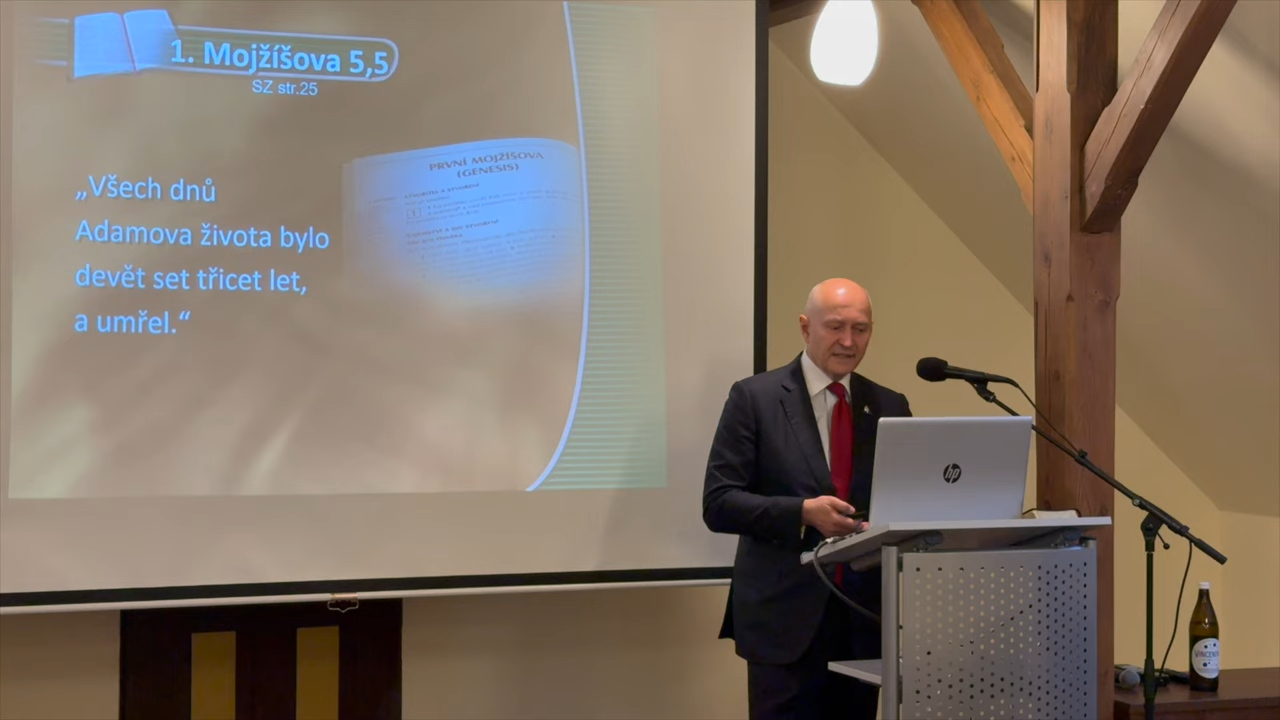 1. Mojžíšova 5,5
SZ str.25
PRVNÍ MOJŽÍŠOVA
(GENESIS)
„Všech dnů
Adamova života bylo
devět set třicet let,
a umřel.“
hp